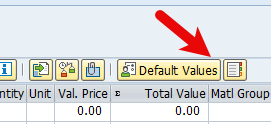 Default Values
ntity Unit Val. Price Σ Total Value Matl Group
0.00 0.00